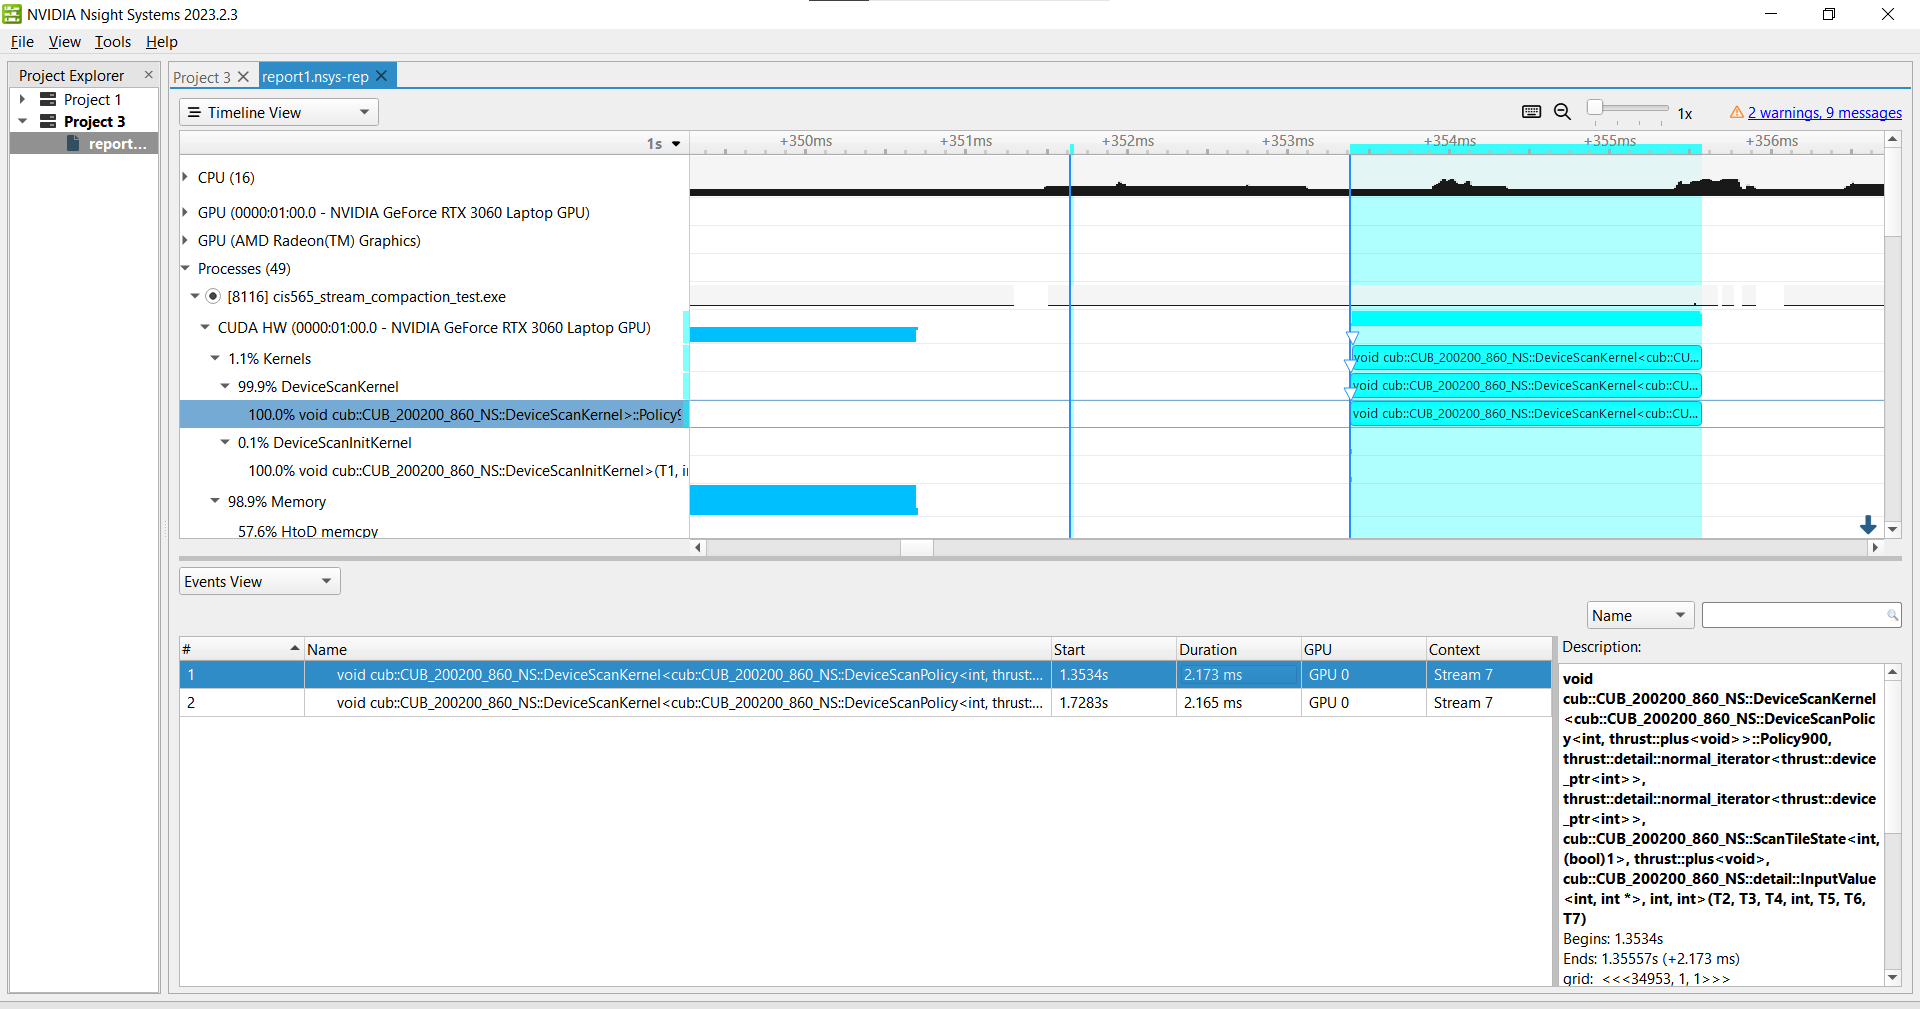 NVIDIA Nsight Systems 2023.2.3
File View Tools Help
Project Explorer
Project 1
Project 3
report...
Project 3
report1.nsys-rep
Timeline View
1x
2 warnings, 9 messages
1s
+350ms +351ms +352ms +353ms +354ms +355ms +356ms
CPU (16)
GPU (0000:01:00.0 - NVIDIA GeForce RTX 3060 Laptop GPU)
GPU (AMD Radeon(TM) Graphics)
Processes (49)
[8116] cis565_stream_compaction_test.exe
CUDA HW (0000:01:00.0 - NVIDIA GeForce RTX 3060 Laptop GPU)
1.1% Kernels
void cub::CUB_200200_860_NS::DeviceScanKernel<cub::CU...
99.9% DeviceScanKernel
void cub::CUB_200200_860_NS::DeviceScanKernel<cub::CU...
100.0% void cub::CUB_200200_860_NS::DeviceScanKernel>::Policy9
void cub::CUB_200200_860_NS::DeviceScanKernel<cub::CU...
0.1% DeviceScanInitKernel
100.0% void cub::CUB_200200_860_NS::DeviceScanInitKernel>(T1, i
98.9% Memory
57.6% HtoD memcpy
Events View
Name
# Name Start Duration GPU Context
1 void cub::CUB_200200_860_NS::DeviceScanKernel<cub::CUB_200200_860_NS::DeviceScanPolicy<int, thrust:... 1.3534s 2.173 ms GPU 0 Stream 7
2 void cub::CUB_200200_860_NS::DeviceScanKernel<cub::CUB_200200_860_NS::DeviceScanPolicy<int, thrust:... 1.7283s 2.165 ms GPU 0 Stream 7
Description:
void
cub::CUB_200200_860_NS::DeviceScanKernel
<cub::CUB_200200_860_NS::DeviceScanPolic
y<int, thrust::plus<void>>::Policy900,
thrust::detail::normal_iterator<thrust::device
_ptr<int>>,
thrust::detail::normal_iterator<thrust::device
_ptr<int>>,
cub::CUB_200200_860_NS::ScanTileState<int,
(bool)1>, thrust::plus<void>,
cub::CUB_200200_860_NS::detail::InputValue
<int, int *>, int, int>(T2, T3, T4, int, T5, T6,
T7)
Begins: 1.3534s
Ends: 1.35557s (+2.173 ms)
grid: <<<34953, 1, 1>>>